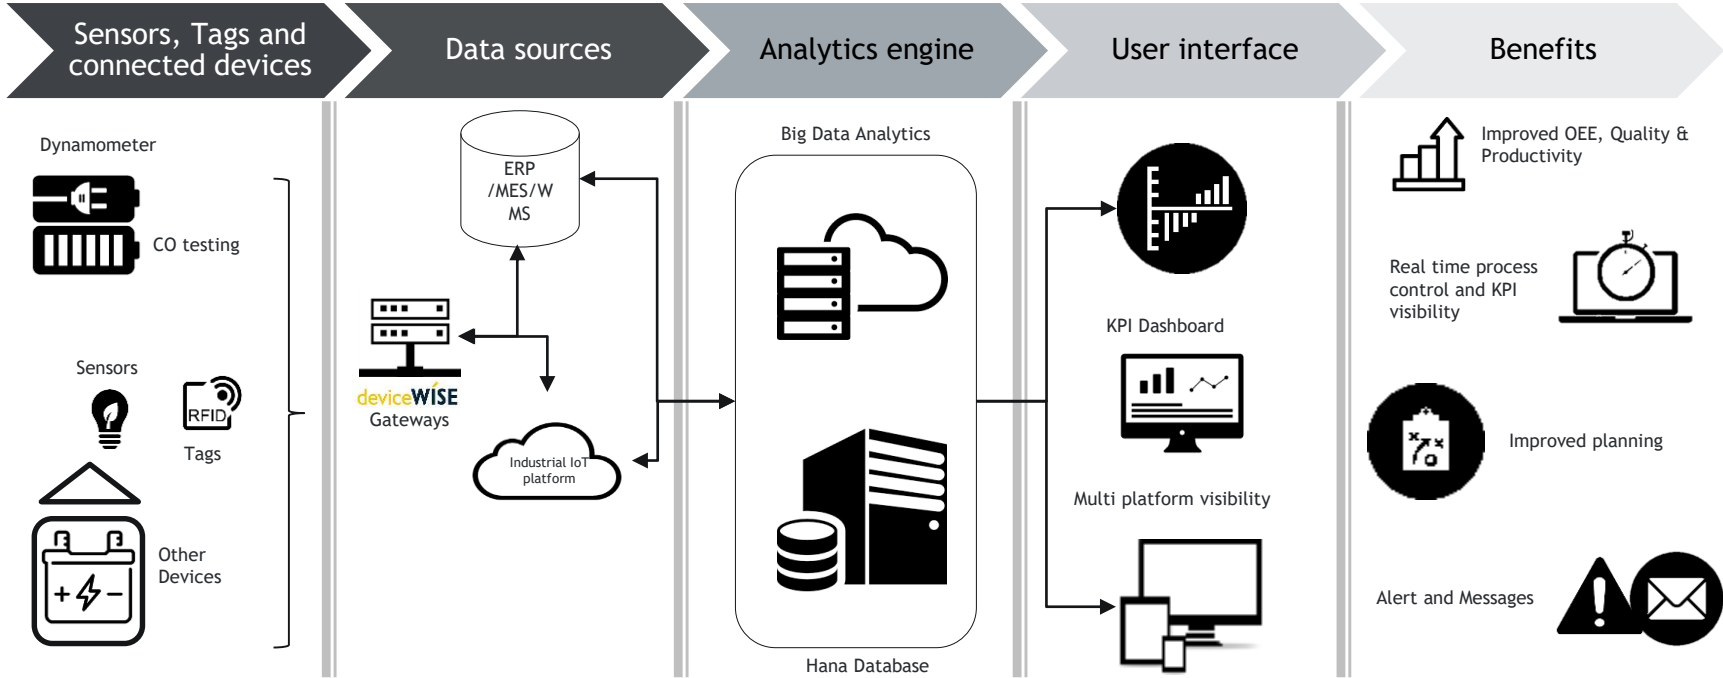 Sensors, Tags and
connected devices
Data sources
Analytics engine
User interface
Benefits
Dynamometer
CO testing
Sensors
RFID
Tags
Other
Devices
ERP
/MES/W
MS
deviceWISE
Gateways
Industrial IoT
platform
Big Data Analytics
Hana Database
KPI Dashboard
Multi platform visibility
Improved OEE, Quality &
Productivity
Real time process
control and KPI
visibility
Improved planning
Alert and Messages